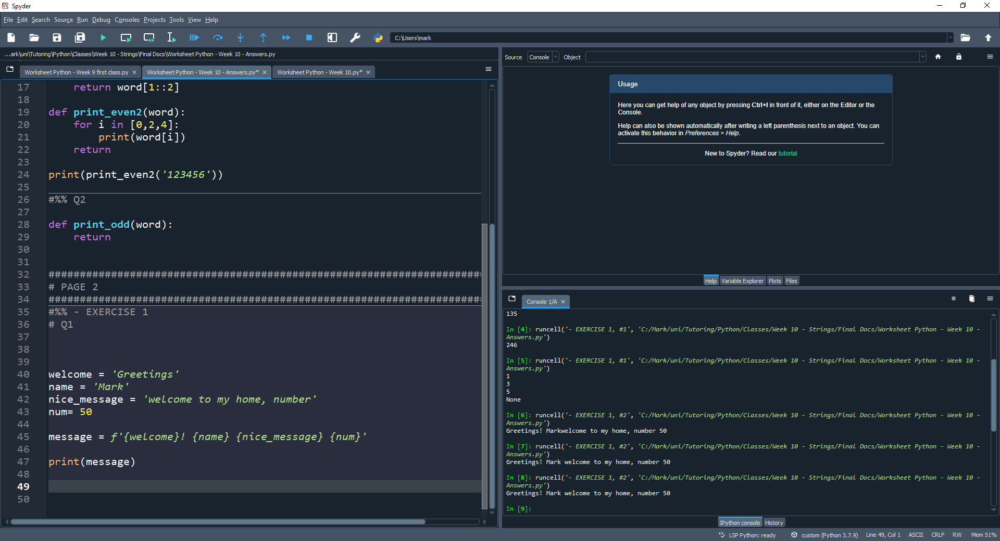 Spyder
File Edit Search Source Run Debug Consoles Projects Tools View Help
C:\Users\mark
...ark\uni\Tutoring\Python\Classes\Week 10 - Strings\Final Docs\Worksheet Python - Week 10 - Answers.py
Worksheet Python - Week 9 first class.py Worksheet Python - Week 10 - Answers.py* Worksheet Python - Week 10.py*
17     return word[1::2]
18
19 def print_even2(word):
20     for i in [0,2,4]:
21         print(word[i])
22     return
23
24 print(print_even2('123456'))
25
26 #%% Q2
27
28 def print_odd(word):
29     return
30
31
32 #####################################################################
33 # PAGE 2
34 #####################################################################
35 #%% - EXERCISE 1
36 # Q1
37
38
39
40 welcome = 'Greetings'
41 name = 'Mark'
42 nice_message = 'welcome to my home, number'
43 num= 50
44
45 message = f'{welcome}! {name} {nice_message} {num}'
46
47 print(message)
48
49
50
Source Console Object
Usage
Here you can get help of any object by pressing Ctrl+I in front of it, either on the Editor or the
Console.
Help can also be shown automatically after writing a left parenthesis next to an object. You can
activate this behavior in Preferences > Help.
New to Spyder? Read our tutorial
Help Variable Explorer Plots Files
Console 1/A
135
In [4]: runcell('- EXERCISE 1, #1', 'C:/Mark/uni/Tutoring/Python/Classes/Week 10 - Strings/Final Docs/Worksheet Python - Week 10 -
Answers.py')
246
In [5]: runcell('- EXERCISE 1, #1', 'C:/Mark/uni/Tutoring/Python/Classes/Week 10 - Strings/Final Docs/Worksheet Python - Week 10 -
Answers.py')
1
3
5
None
In [6]: runcell('- EXERCISE 1, #2', 'C:/Mark/uni/Tutoring/Python/Classes/Week 10 - Strings/Final Docs/Worksheet Python - Week 10 -
Answers.py')
Greetings! Markwelcome to my home, number 50
In [7]: runcell('- EXERCISE 1, #2', 'C:/Mark/uni/Tutoring/Python/Classes/Week 10 - Strings/Final Docs/Worksheet Python - Week 10 -
Answers.py')
Greetings! Mark welcome to my home, number 50
In [8]: runcell('- EXERCISE 1, #2', 'C:/Mark/uni/Tutoring/Python/Classes/Week 10 - Strings/Final Docs/Worksheet Python - Week 10 -
Answers.py')
Greetings! Mark welcome to my home, number 50
In [9]:
IPython console History
LSP Python: ready custom (Python 3.7.9) Line 49, Col 1 ASCII CRLF RW Mem 51%